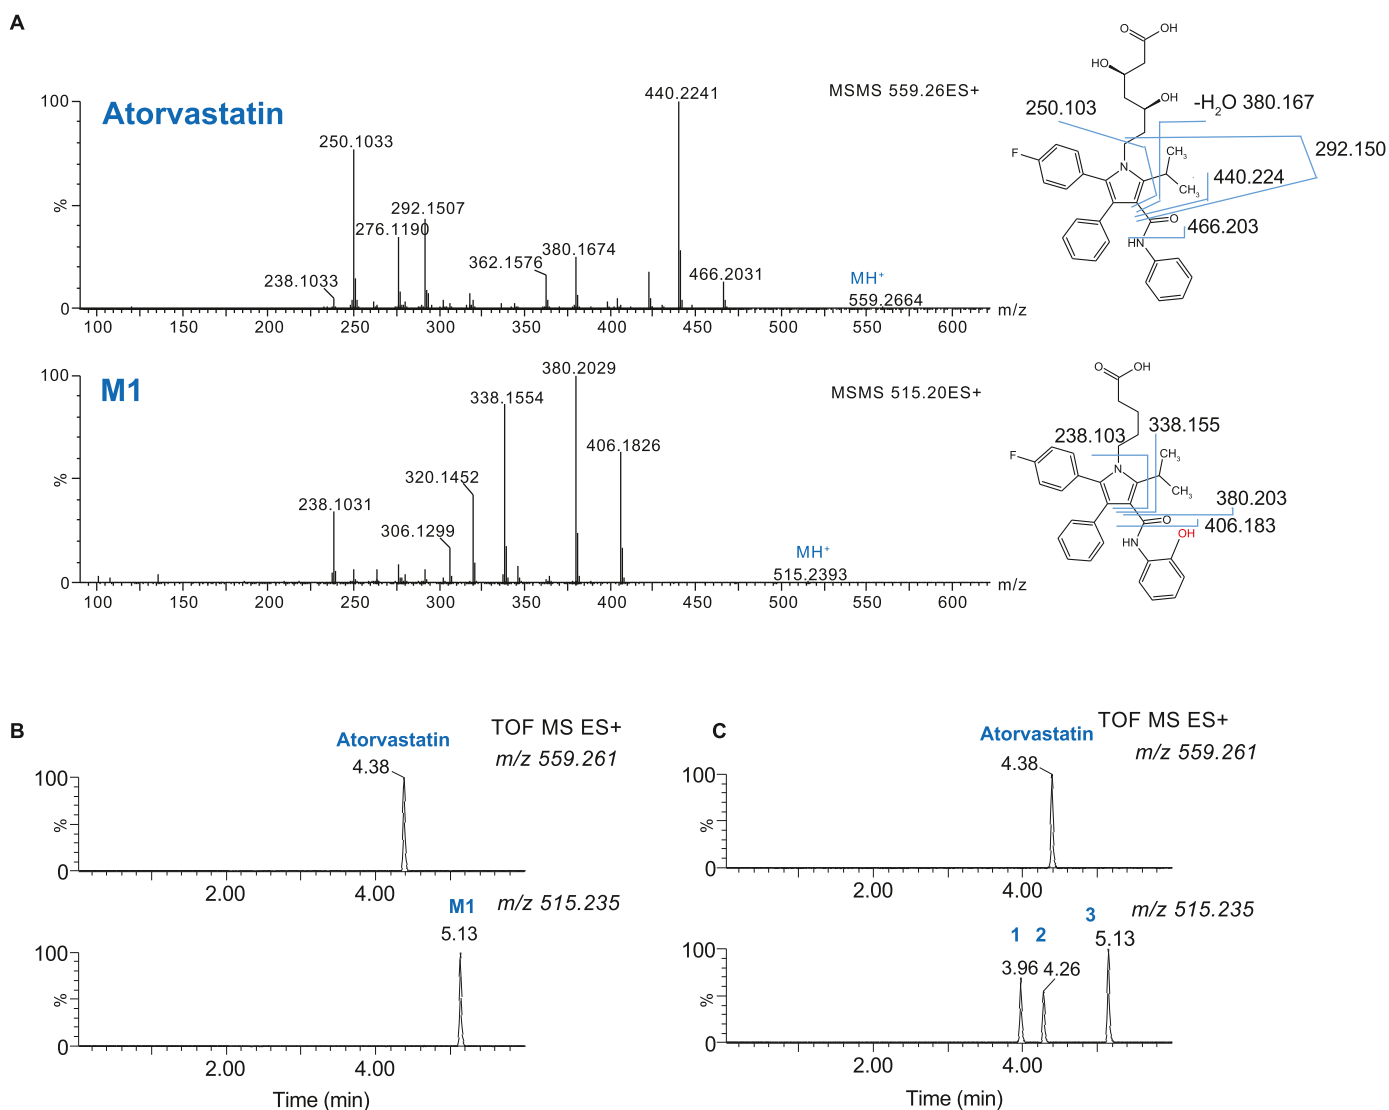 A
Atorvastatin
MSMS 559.26ES+
100
%
0
238.1033
250.1033
276.1190
292.1507
362.1576
380.1674
440.2241
466.2031
MH+
559.2664
100 150 200 250 300 350 400 450 500 550 600 m/z
O OH
HO
OH
250.103
-H2O 380.167
292.150
F
N
CH3
CH3
440.224
O
466.203
HN
M1
MSMS 515.20ES+
100
%
0
238.1031
306.1299
320.1452
338.1554
380.2029
406.1826
MH+
515.2393
100 150 200 250 300 350 400 450 500 550 600 m/z
O OH
238.103
338.155
F
N
CH3
CH3
380.203
O
406.183
OH
HN
B
TOF MS ES+
Atorvastatin
m/z 559.261
4.38
100
%
0
2.00 4.00
m/z 515.235
M1
5.13
100
%
0
2.00 4.00
Time (min)
C
TOF MS ES+
Atorvastatin
m/z 559.261
4.38
100
%
0
2.00 4.00
m/z 515.235
1 2 3
3.96 4.26 5.13
100
%
0
2.00 4.00
Time (min)